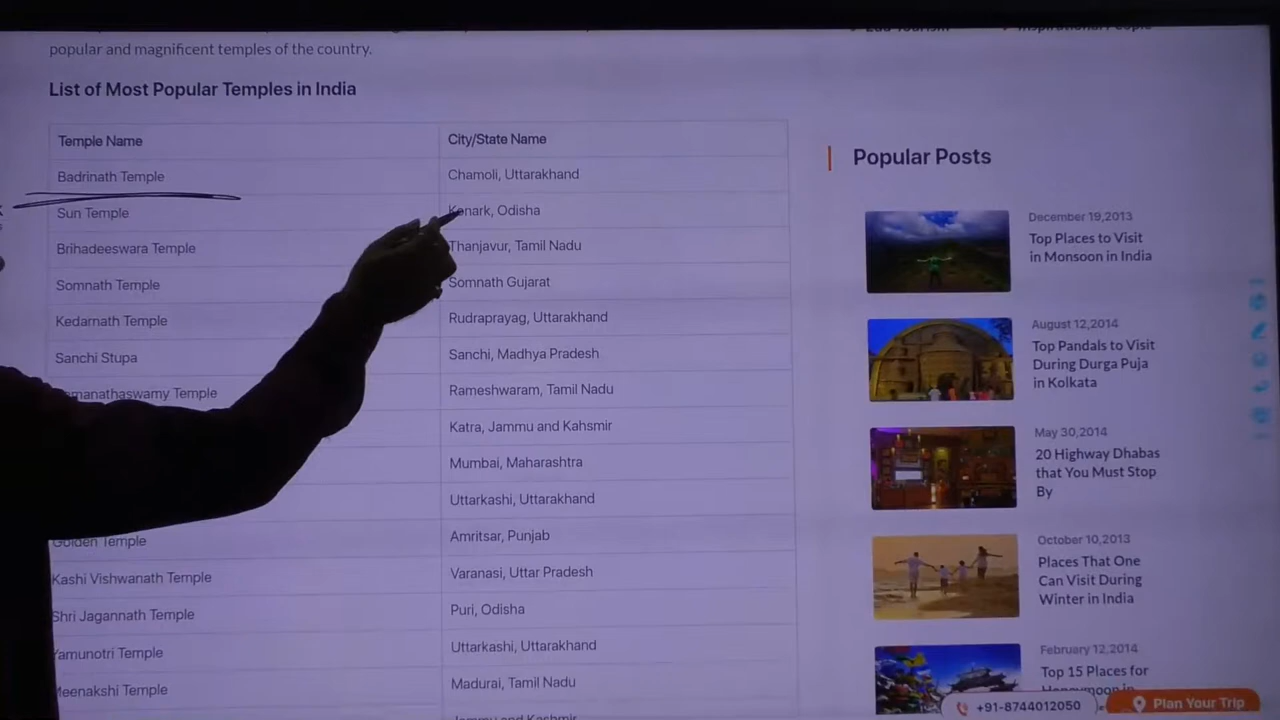 popular and magnificent temples of the country.
List of Most Popular Temples in India
Temple Name City/State Name
Badrinath Temple Chamoli, Uttarakhand
Sun Temple Konark, Odisha
Brihadeeswara Temple Thanjavur, Tamil Nadu
Somnath Temple Somnath Gujarat
Kedarnath Temple Rudraprayag, Uttarakhand
Sanchi Stupa Sanchi, Madhya Pradesh
Temple Rameshwaram, Tamil Nadu
Katra, Jammu and Kahsmir
Mumbai, Maharashtra
Uttarkashi, Uttarakhand
Golden Temple Amritsar, Punjab
Kashi Vishwanath Temple Varanasi, Uttar Pradesh
Shri Jagannath Temple Puri, Odisha
Yamunotri Temple Uttarkashi, Uttarakhand
Meenakshi Temple Madurai, Tamil Nadu
Popular Posts
December 19,2013
Top Places to Visit
in Monsoon in India
August 12,2014
Top Pandals to Visit
During Durga Puja
in Kolkata
May 30,2014
20 Highway Dhabas
that You Must Stop
By
October 10,2013
Places That One
Can Visit During
Winter in India
February 12,2014
Top 15 Places for
Honeymoon in
+91-8744012050
Plan Your Trip